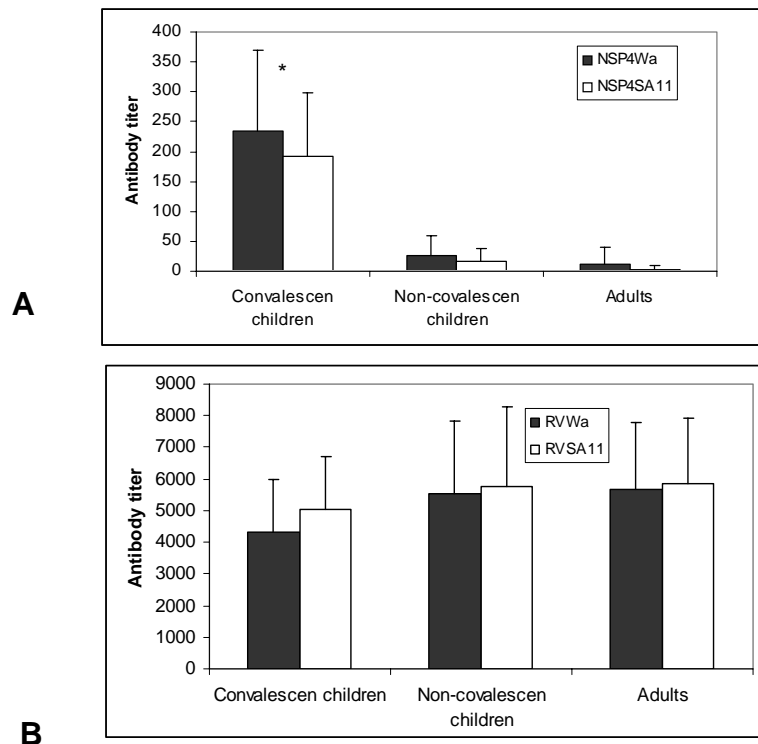 400
350
300
250
200
150
100
50
0
Antibody titer
*
NSP4Wa
NSP4SA11
Convalescen
children
Non-covalescen
children
Adults
A
9000
8000
7000
6000
5000
4000
3000
2000
1000
0
Antibody titer
RVWa
RVSA11
Convalescen children
Non-covalescen
children
Adults
B